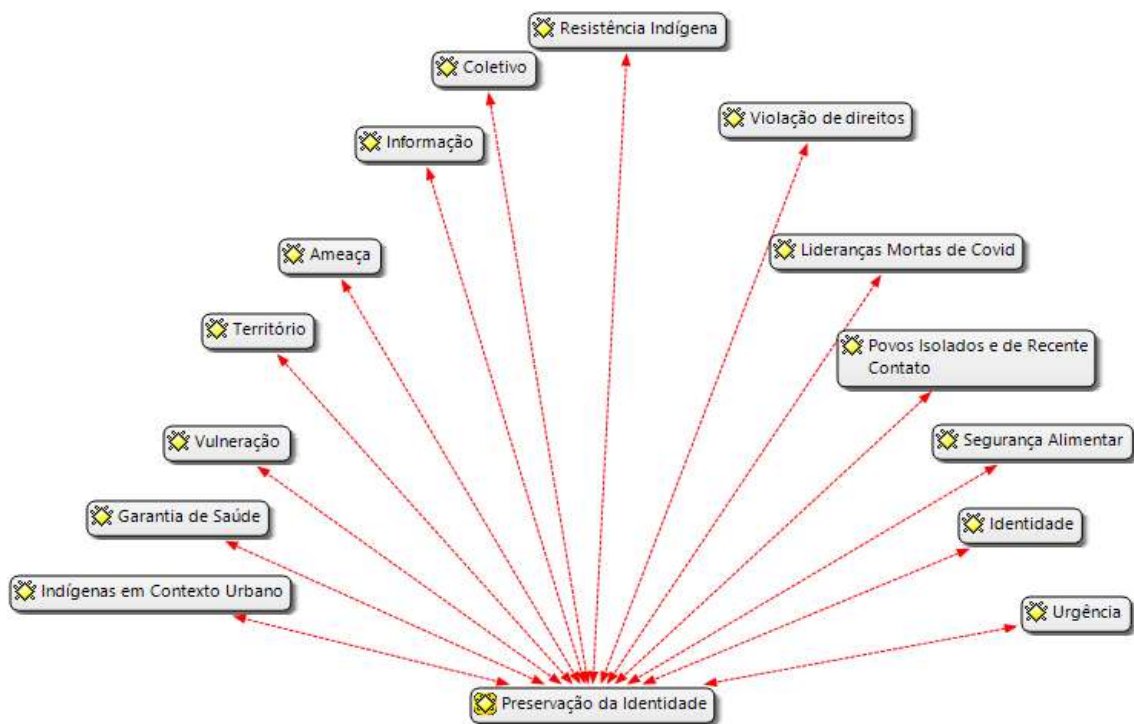 Resistência Indígena
Coletivo
Violação de direitos
Informação
Lideranças Mortas de Covid
Ameaça
Território
Povos Isolados e de Recente
Contato
Vulneração
Segurança Alimentar
Garantia de Saúde
Identidade
Indígenas em Contexto Urbano
Urgência
Preservação da Identidade